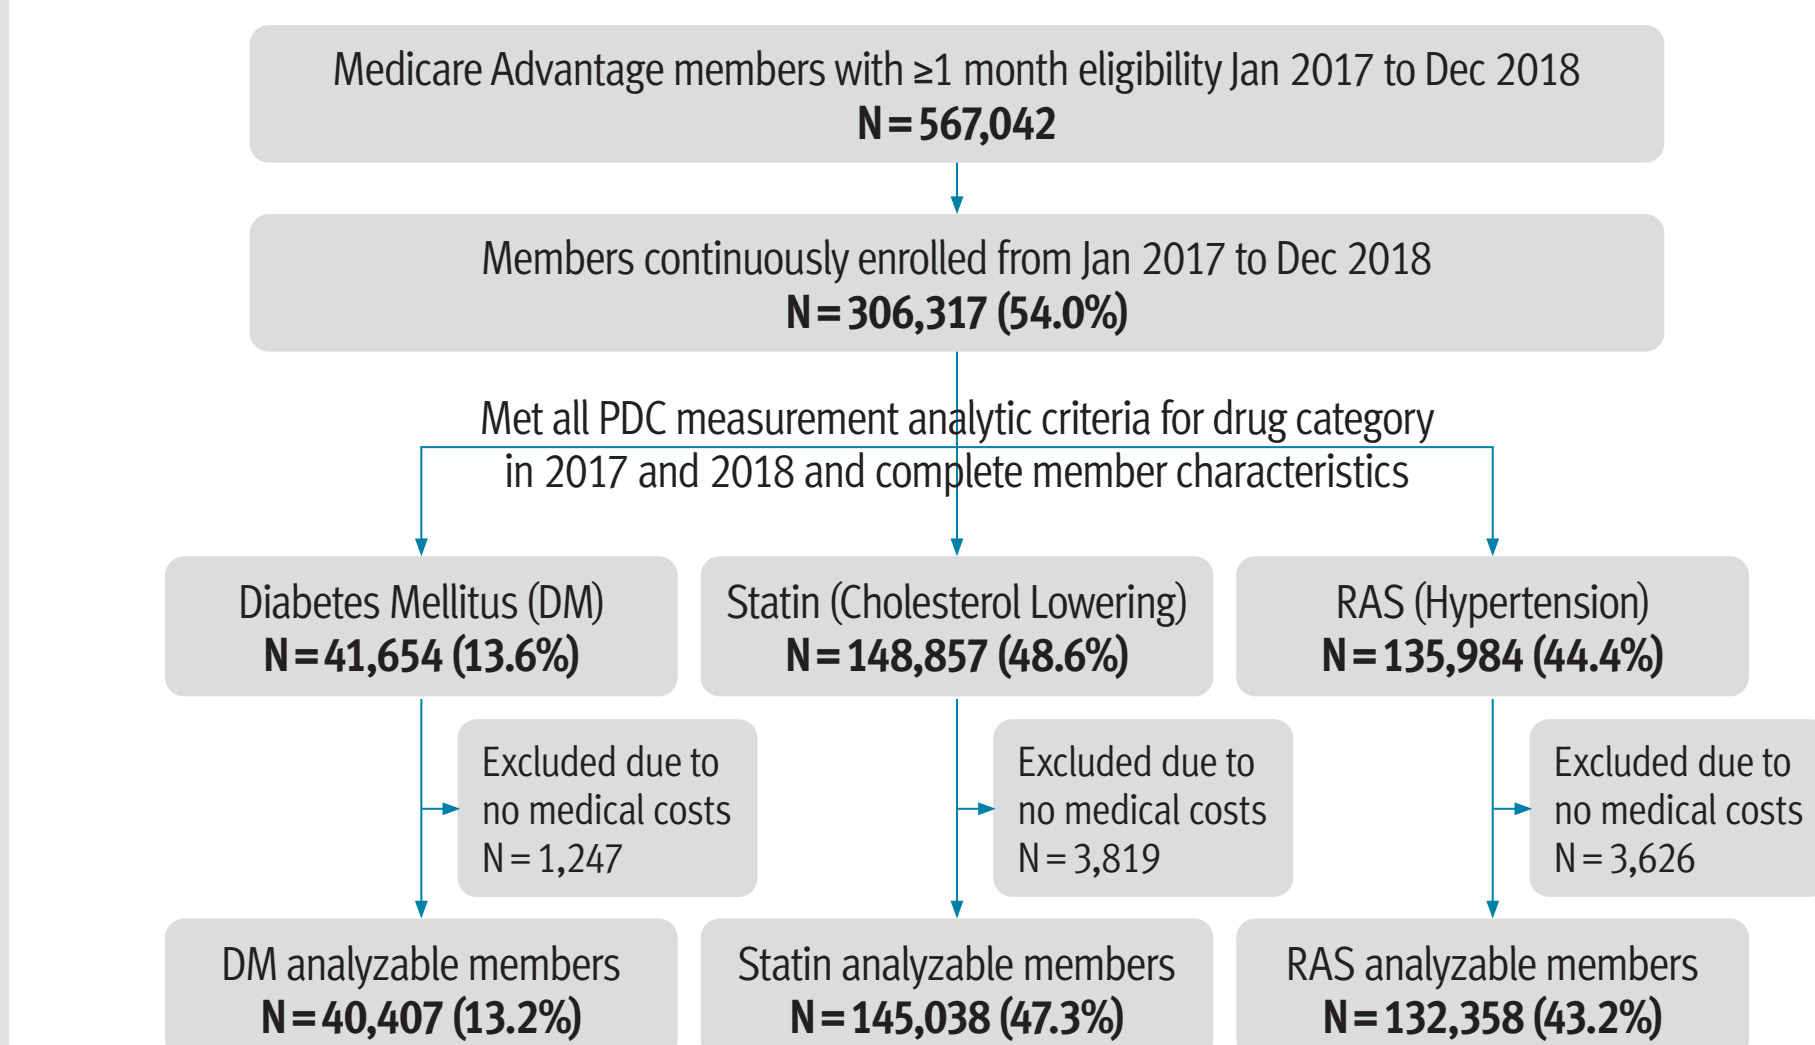 Medicare Advantage members with ≥1 month eligibility Jan 2017 to Dec 2018
N = 567,042
Members continuously enrolled from Jan 2017 to Dec 2018
N = 306,317 (54.0%)
Met all PDC measurement analytic criteria for drug category
in 2017 and 2018 and complete member characteristics
Diabetes Mellitus (DM)
N = 41,654 (13.6%)
Statin (Cholesterol Lowering)
N = 148,857 (48.6%)
RAS (Hypertension)
N = 135,984 (44.4%)
Excluded due to
no medical costs
N = 1,247
Excluded due to
no medical costs
N = 3,819
Excluded due to
no medical costs
N = 3,626
DM analyzable members
N = 40,407 (13.2%)
Statin analyzable members
N = 145,038 (47.3%)
RAS analyzable members
N = 132,358 (43.2%)